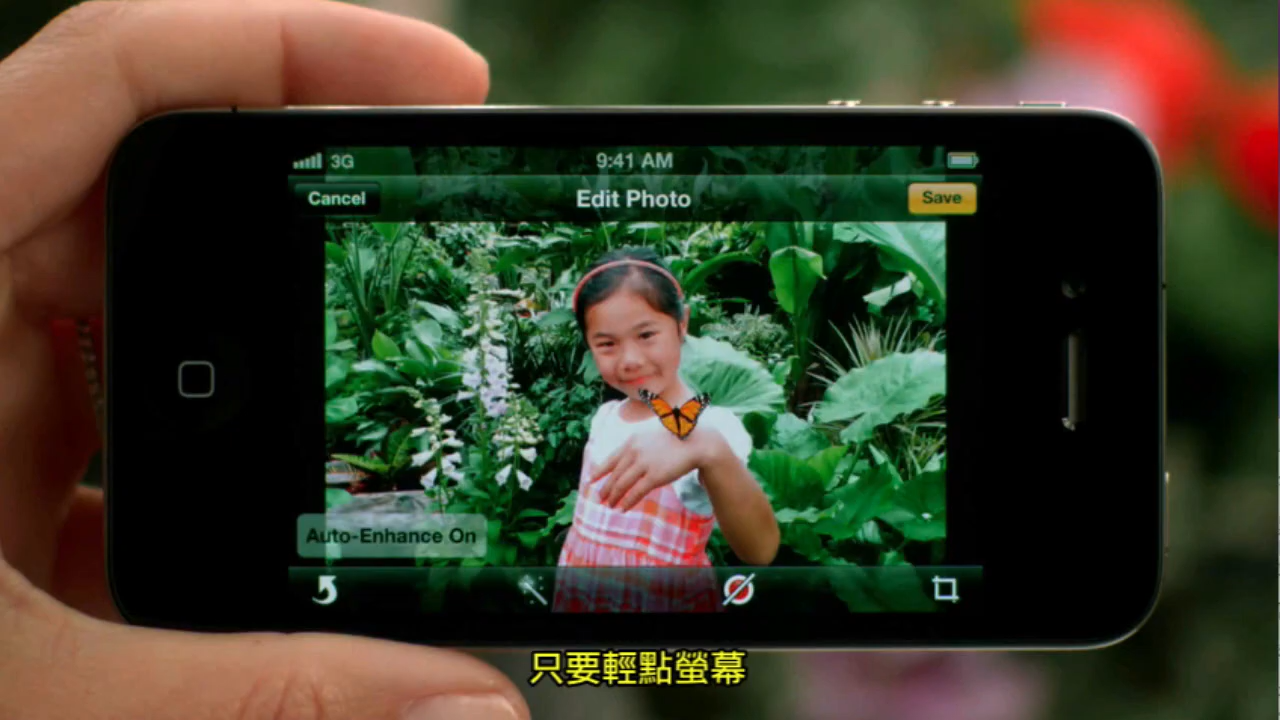 3G
9:41 AM
Cancel
Edit Photo
Save
Auto-Enhance On
只要輕點螢幕